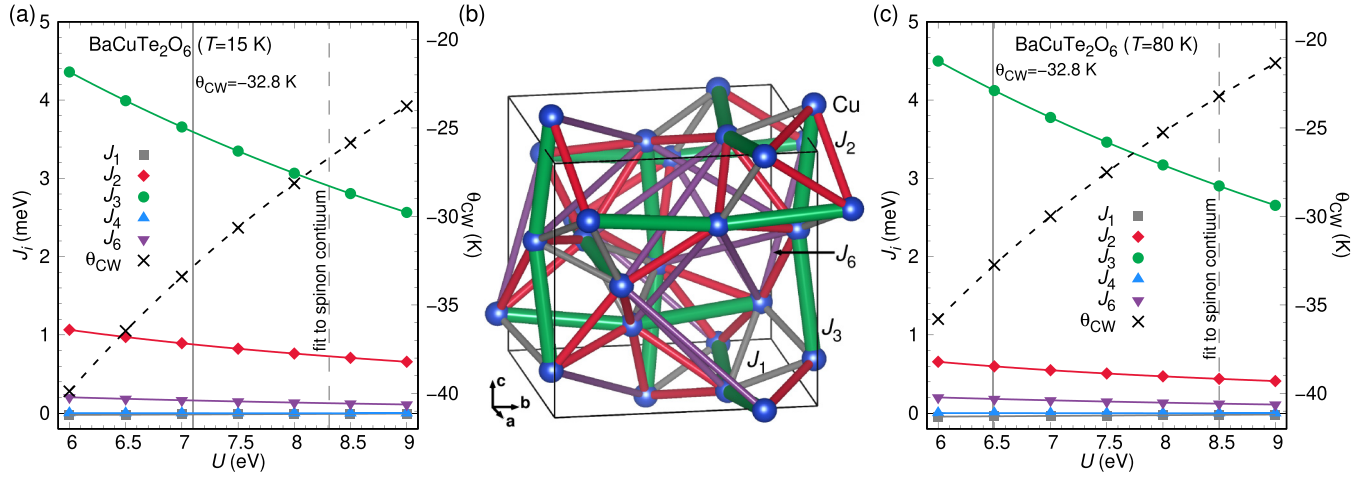 (a)
BaCuTe2O6 (T=15 K)
θCW=−32.8 K
J1
J2
J3
J4
J6
θCW
fit to spinon contiuum
5
4
3
2
1
0
Ji (meV)
−20
−25
−30
−35
−40
θCW (K)
6 6.5 7 7.5 8 8.5 9
U (eV)
(b)
Cu
J2
J6
J3
J1
c
b
a
(c)
BaCuTe2O6 (T=80 K)
θCW=−32.8 K
J1
J2
J3
J4
J6
θCW
fit to spinon contiuum
5
4
3
2
1
0
Ji (meV)
−20
−25
−30
−35
−40
θCW (K)
6 6.5 7 7.5 8 8.5 9
U (eV)